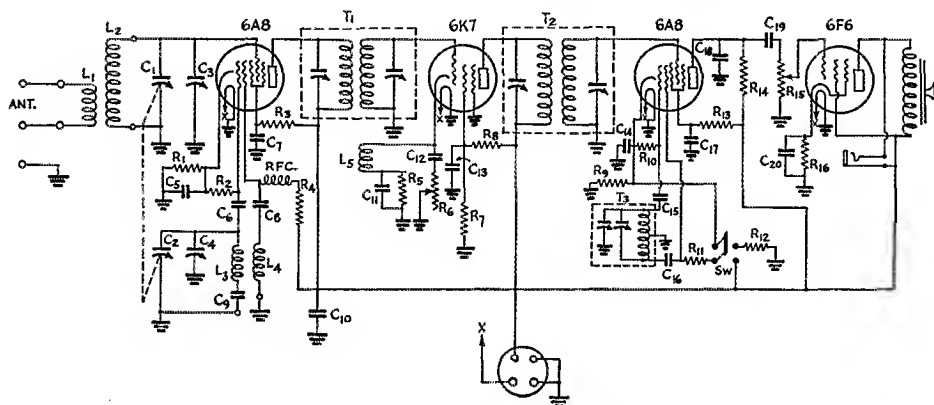 6A8 T1 6K7 T2 6A8 6F6
L2
C1 C3 C18 C19
L1
ANT.
R14 R15
R3 R13
C7 R8 C14 C17
R1 L5 C12 R10 C20 R16
R2 R.F.C. R4 C13
C5 R5 R9
C6 C8 C11 R6 R7 C15
T3
C2 C4 R11 R12
L3 L4 C16 SW
C9
C10
X
X
X